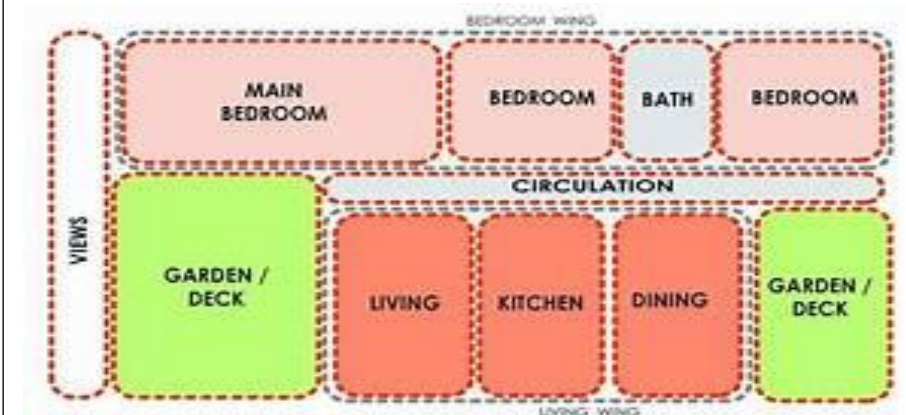 BEDROOM WING
MAIN
BEDROOM
BEDROOM
BATH
BEDROOM
CIRCULATION
VIEWS
GARDEN /
DECK
LIVING
KITCHEN
DINING
GARDEN /
DECK
LIVING WING